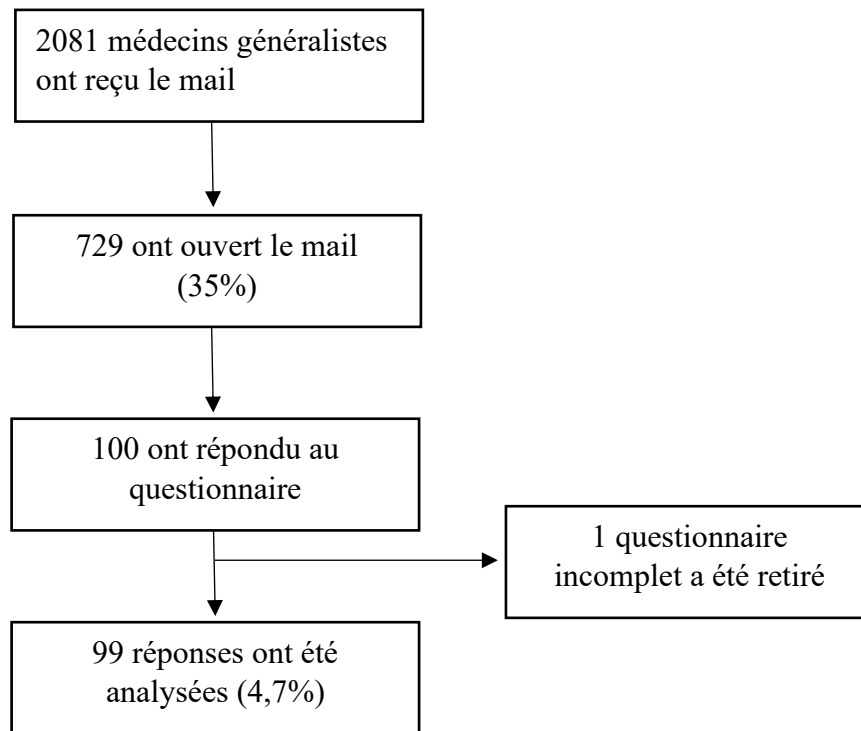 2081 médecins généralistes
ont reçu le mail
729 ont ouvert le mail
(35%)
100 ont répondu au
questionnaire
1 questionnaire
incomplet a été retiré
99 réponses ont été
analysées (4,7%)